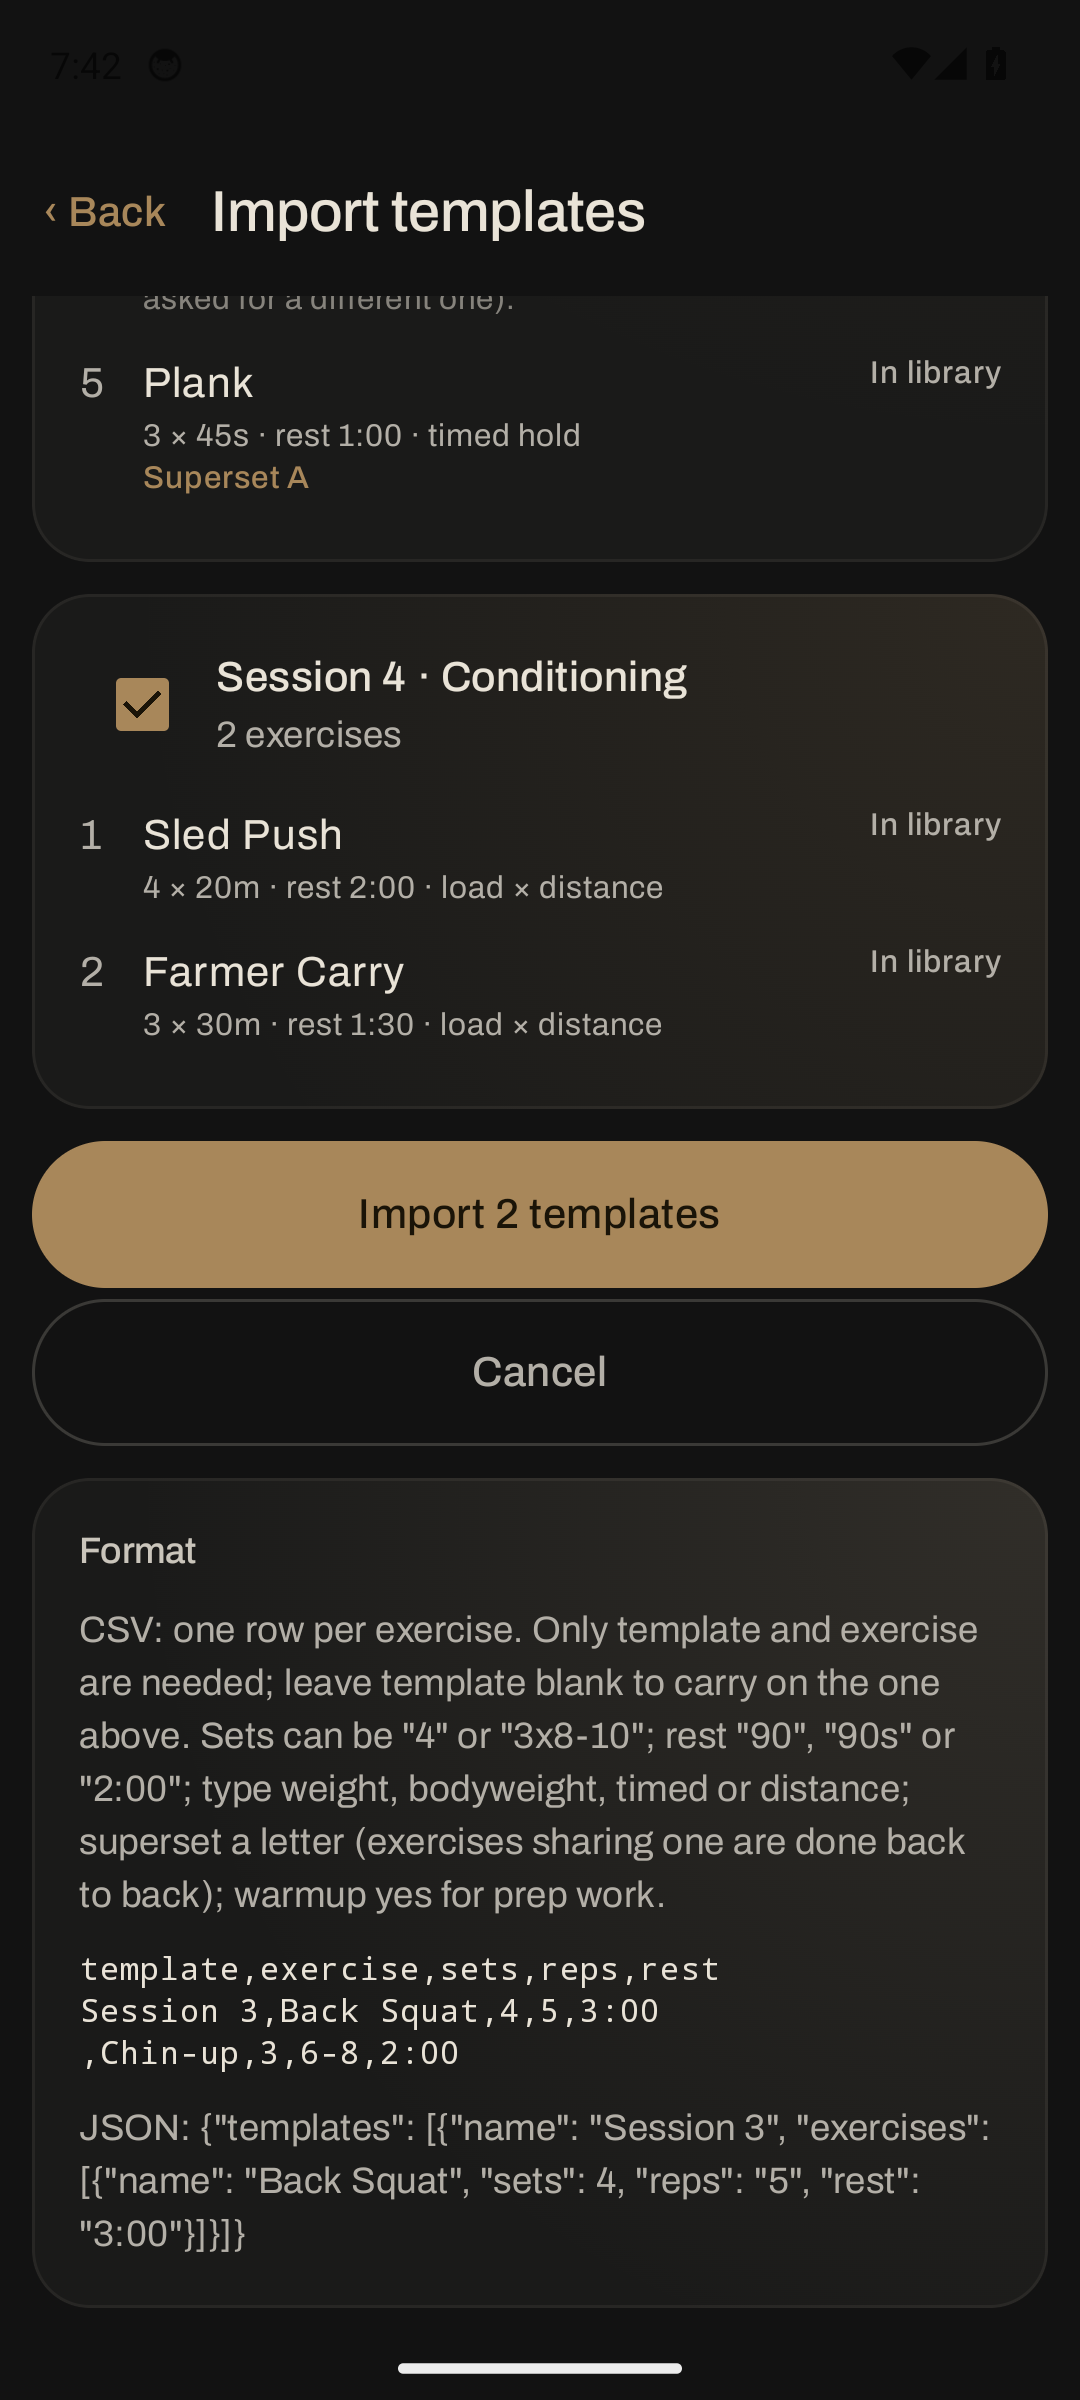 7:42
‹ Back
Import templates
asked for a different one).
5
Plank
In library
3 × 45s · rest 1:00 · timed hold
Superset A
Session 4 · Conditioning
2 exercises
1
Sled Push
In library
4 × 20m · rest 2:00 · load × distance
2
Farmer Carry
In library
3 × 30m · rest 1:30 · load × distance
Import 2 templates
Cancel
Format
CSV: one row per exercise. Only template and exercise
are needed; leave template blank to carry on the one
above. Sets can be "4" or "3x8-10"; rest "90", "90s" or
"2:00"; type weight, bodyweight, timed or distance;
superset a letter (exercises sharing one are done back
to back); warmup yes for prep work.
template,exercise,sets,reps,rest
Session 3,Back Squat,4,5,3:00
,Chin-up,3,6-8,2:00
JSON: {"templates": [{"name": "Session 3", "exercises":
[{"name": "Back Squat", "sets": 4, "reps": "5", "rest":
"3:00"}]}]}